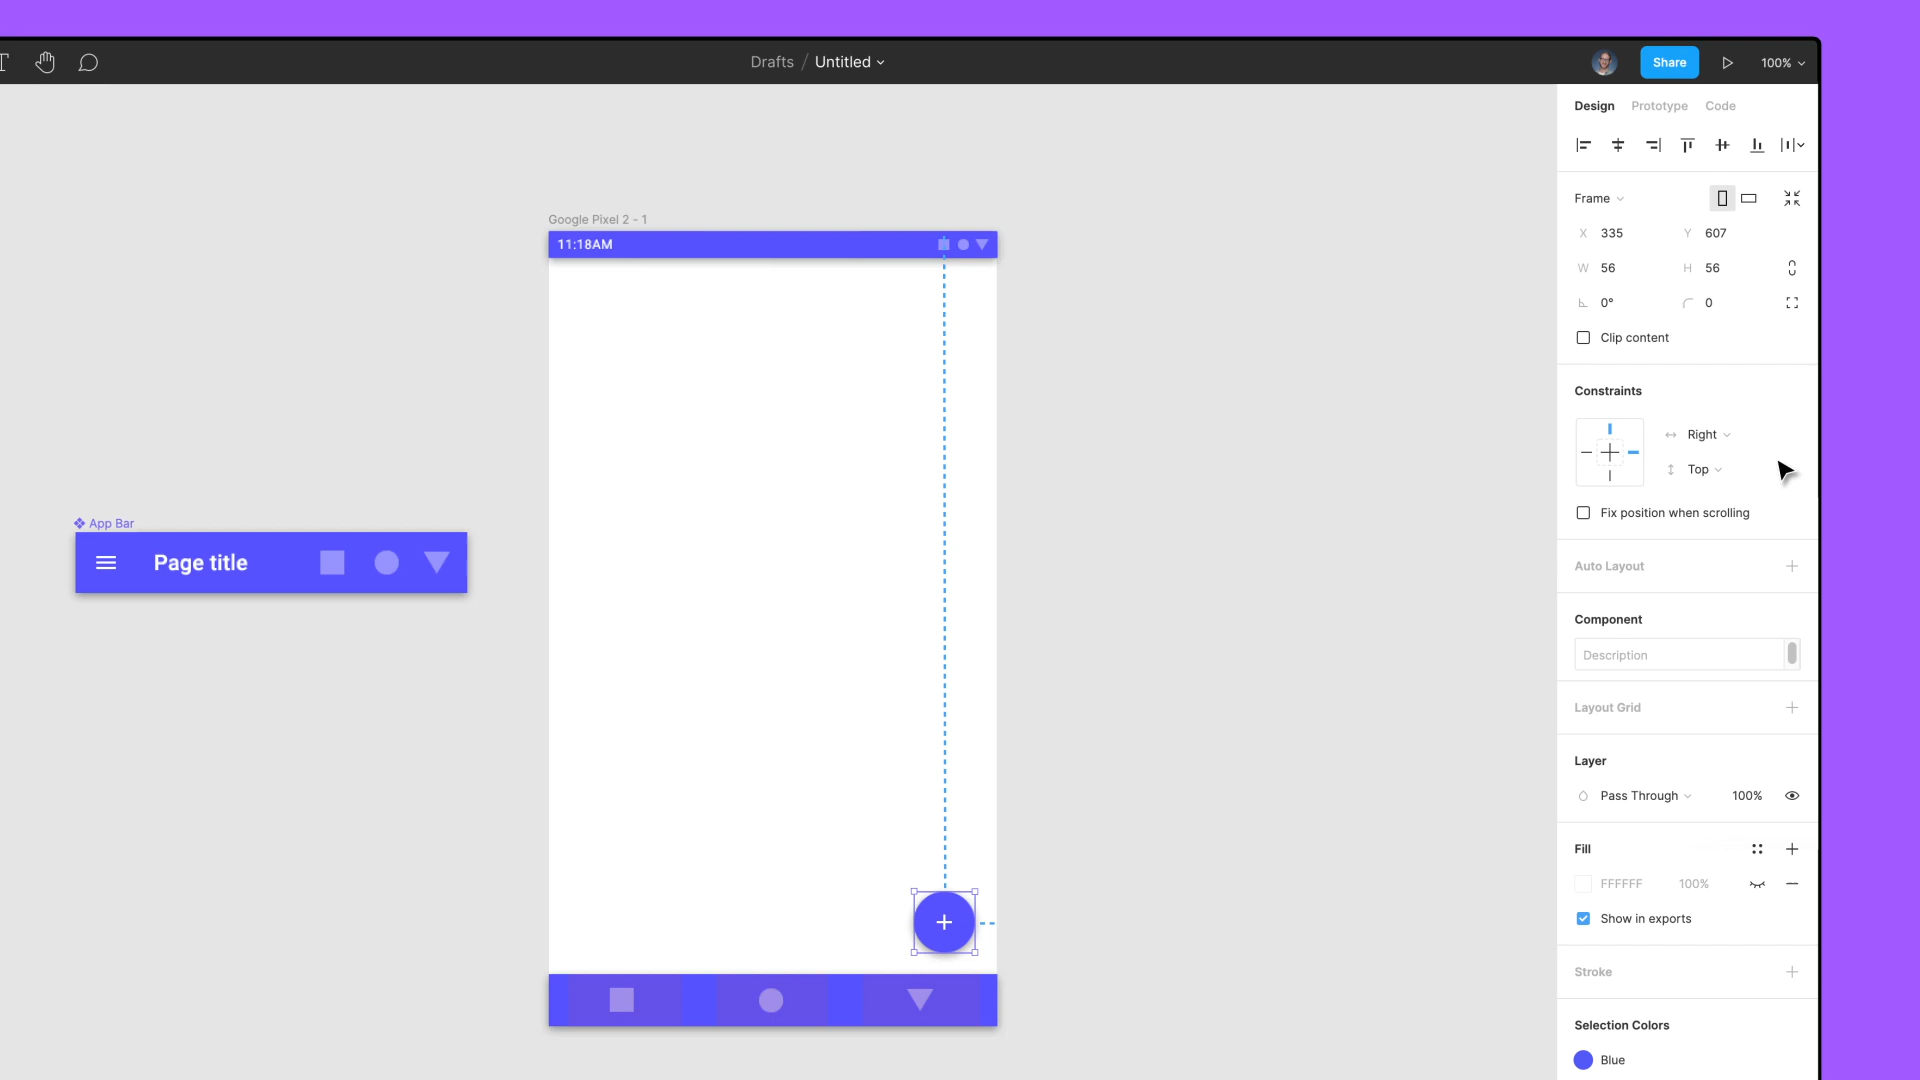 Drafts / Untitled
Share
100%
Design Prototype Code
Frame
X 335 Y 607
W 56 H 56
0° 0
Clip content
Constraints
Right
Top
Fix position when scrolling
Auto Layout
Component
Description
Layout Grid
Layer
Pass Through 100%
Fill
FFFFFF 100%
Show in exports
Stroke
Selection Colors
Blue
Google Pixel 2 - 1
11:18AM
App Bar
Page title